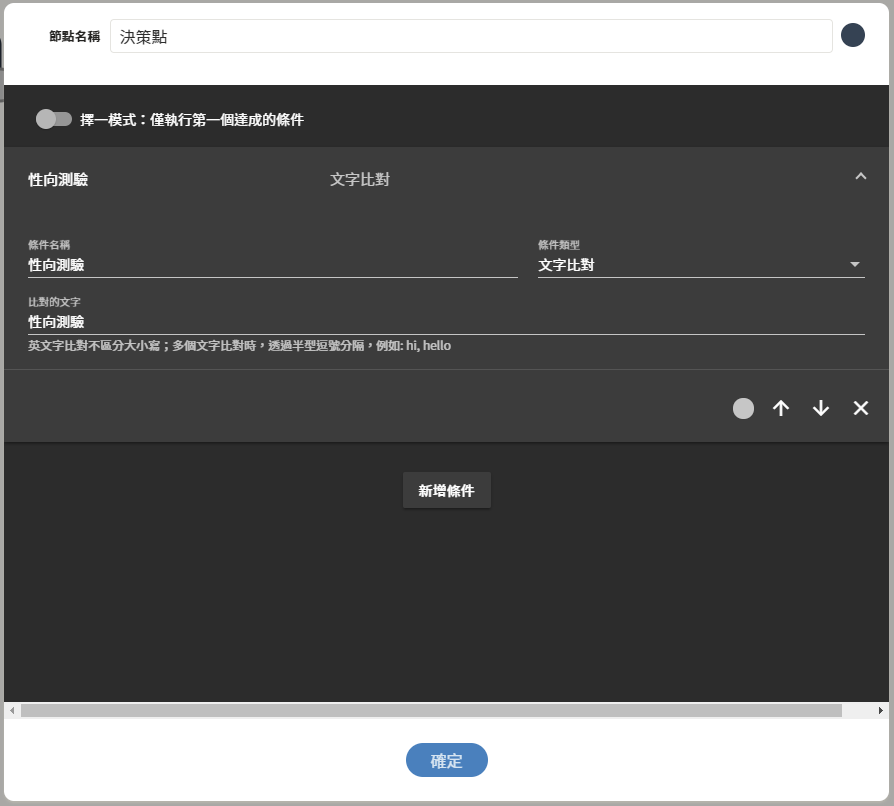 節點名稱 決策點
擇一模式：僅執行第一個達成的條件
性向測驗 文字比對
條件名稱 條件類型
性向測驗 文字比對
比對的文字
性向測驗
英文字比對不區分大小寫；多個文字比對時，透過半型逗號分隔，例如: hi, hello
新增條件
確定